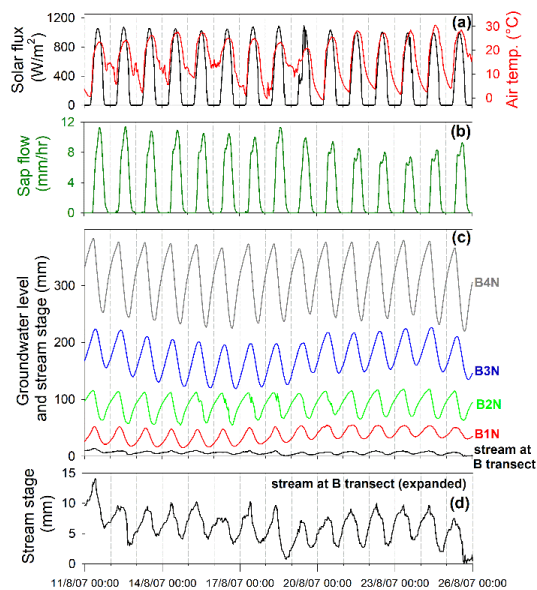 (a)
1200
800
400
0
Solar flux
(W/m²)
30
20
10
0
Air temp. (°C)
(b)
12
8
4
0
Sap flow
(mm/hr)
(c)
300
200
100
0
Groundwater level
and stream stage (mm)
B4N
B3N
B2N
B1N
stream at
B transect
(d)
stream at B transect (expanded)
15
10
5
0
Stream stage
(mm)
11/8/07 00:00 14/8/07 00:00 17/8/07 00:00 20/8/07 00:00 23/8/07 00:00 26/8/07 00:00